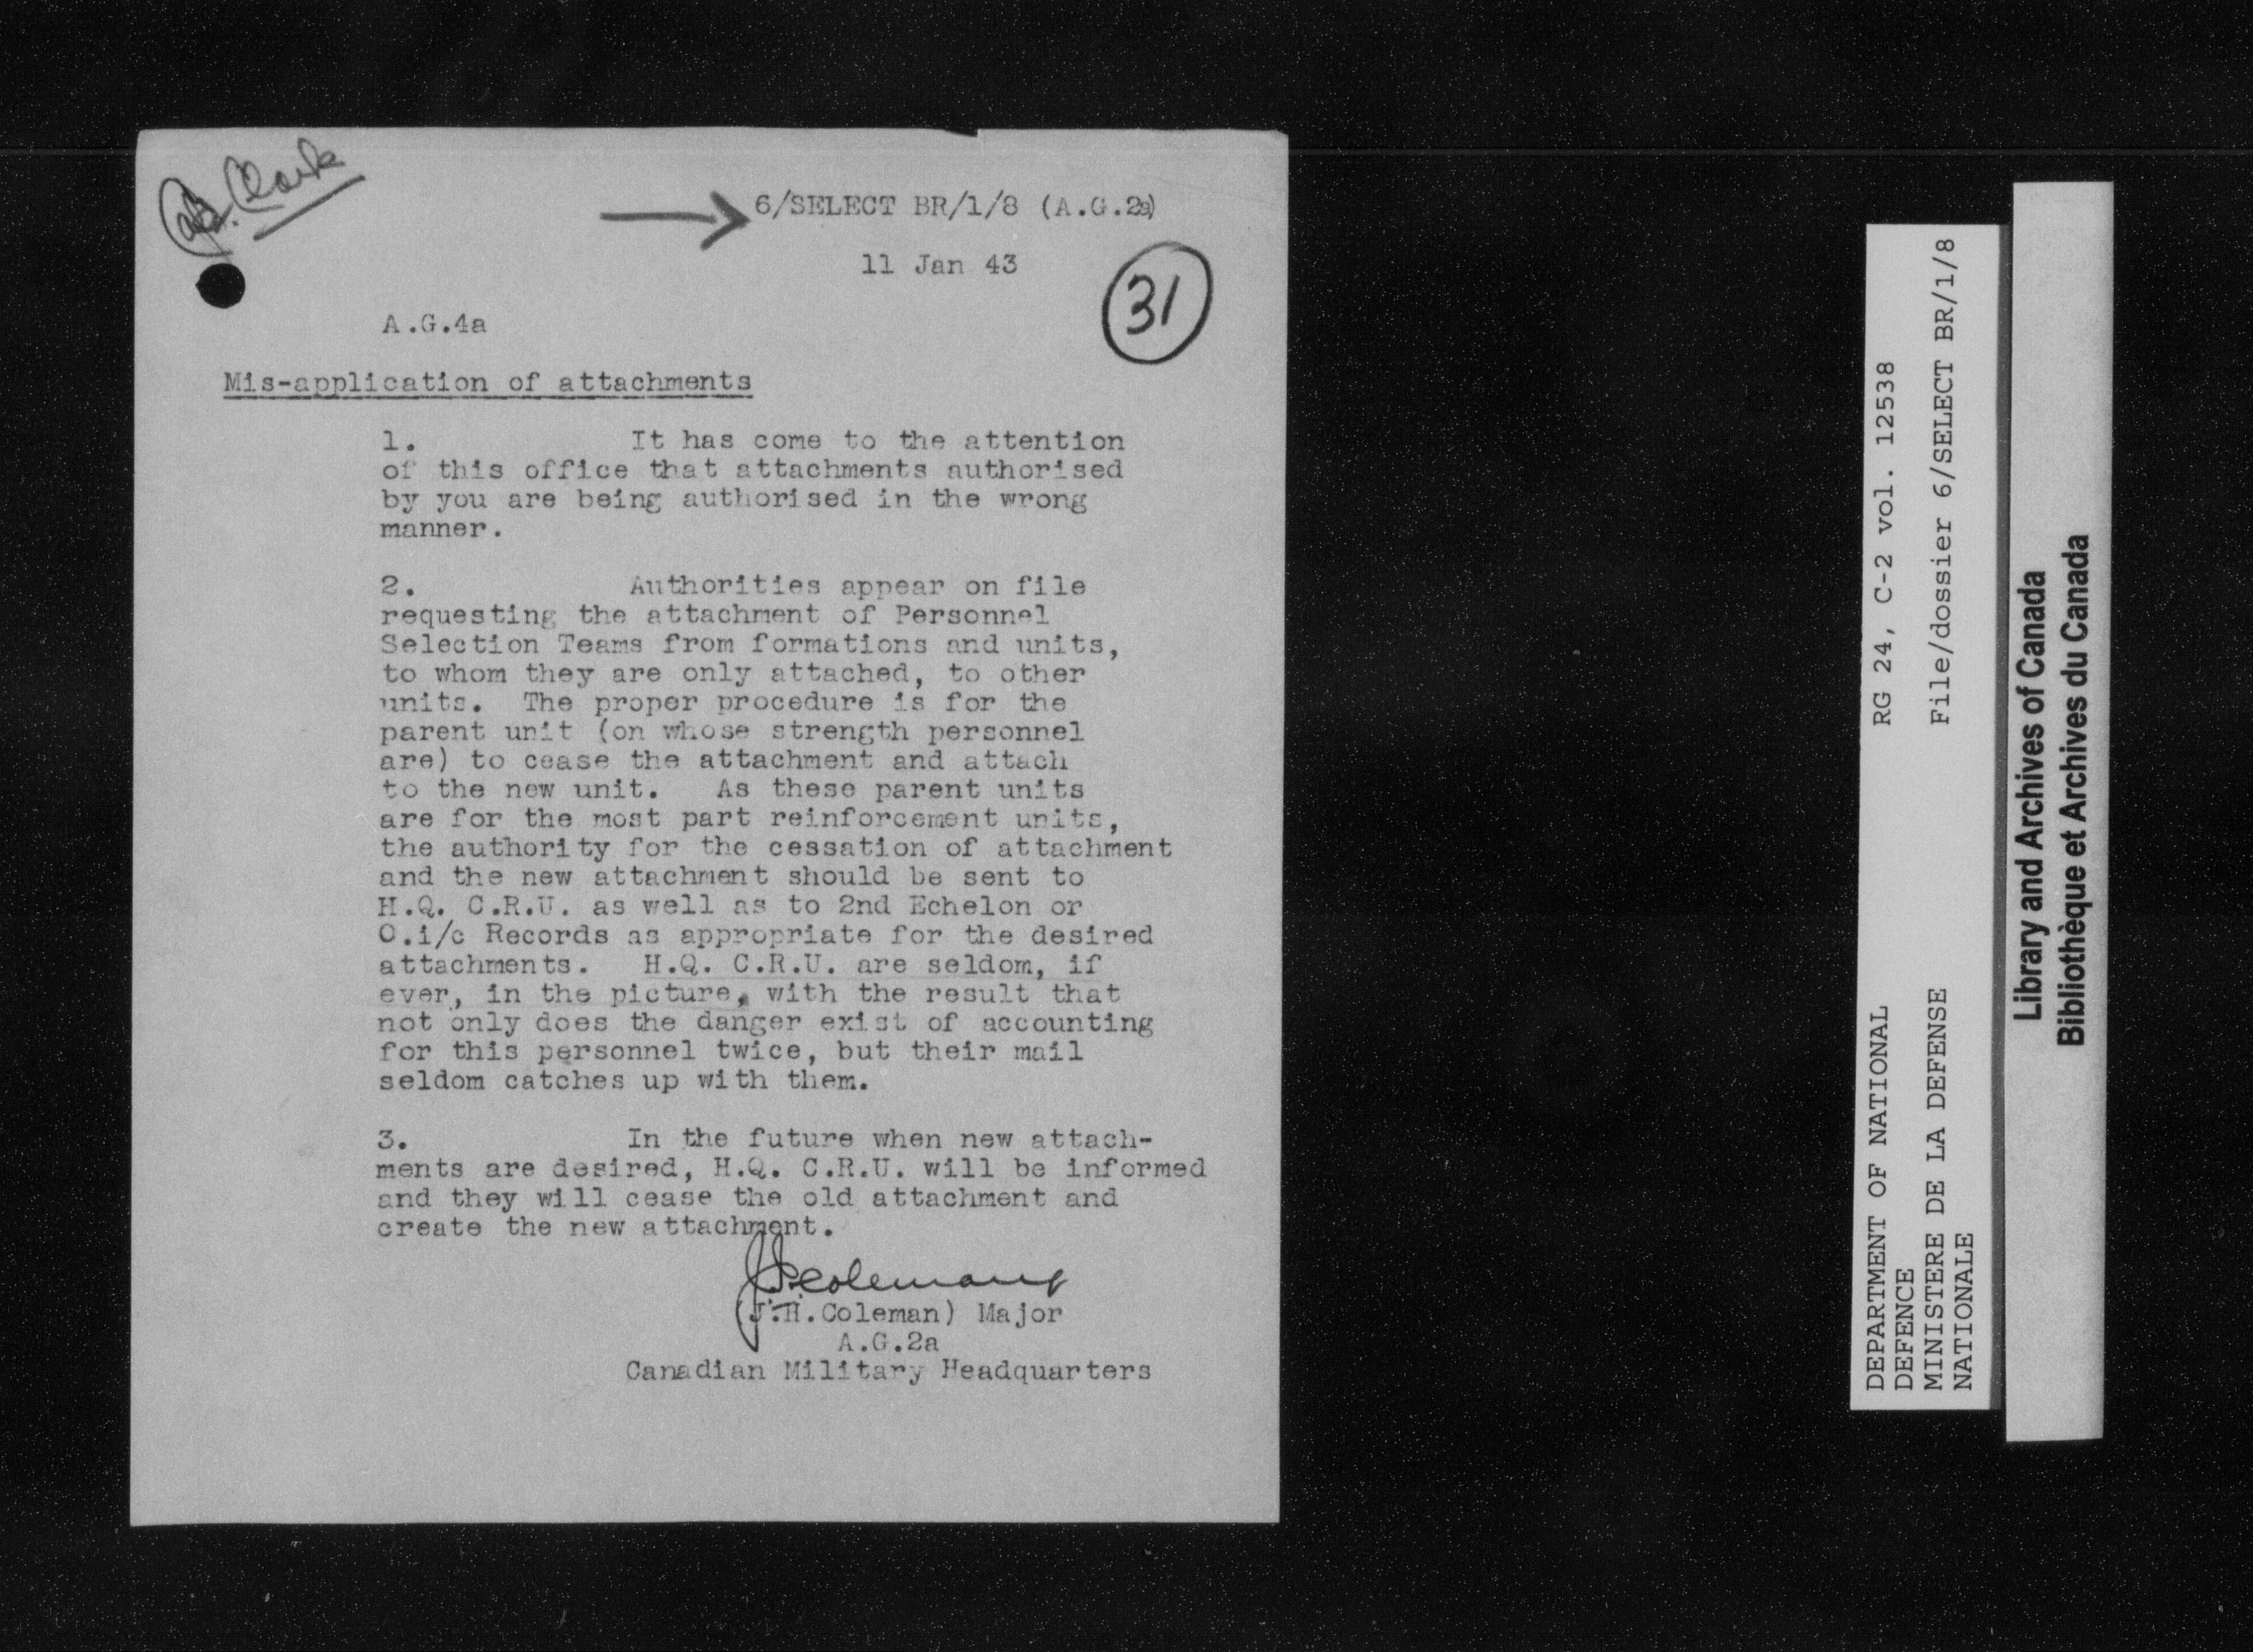 Capt. Clark
6/SELECT BR/1/8 (A.G.2a)
11 Jan 43
31
A.G.4a
Mis-application of attachments
1. It has come to the attention
of this office that attachments authorised
by you are being authorised in the wrong
manner.
2. Authorities appear on file
requesting the attachment of Personnel
Selection Teams from formations and units,
to whom they are only attached, to other
units. The proper procedure is for the
parent unit (on whose strength personnel
are) to cease the attachment and attach
to the new unit. As these parent units
are for the most part reinforcement units,
the authority for the cessation of attachment
and the new attachment should be sent to
H.Q. C.R.U. as well as to 2nd Echelon or
O.i/c Records as appropriate for the desired
attachments. H.Q. C.R.U. are seldom, if
ever, in the picture, with the result that
not only does the danger exist of accounting
for this personnel twice, but their mail
seldom catches up with them.
3. In the future when new attach-
ments are desired, H.Q. C.R.U. will be informed
and they will cease the old attachment and
create the new attachment.
J.H. Coleman
(J.H.Coleman) Major
A.G.2a
Canadian Military Headquarters
DEPARTMENT OF NATIONAL
DEFENCE
MINISTERE DE LA DEFENSE
NATIONALE
RG 24, C-2 vol. 12538
File/dossier 6/SELECT BR/1/8
Library and Archives of Canada
Bibliothèque et Archives du Canada